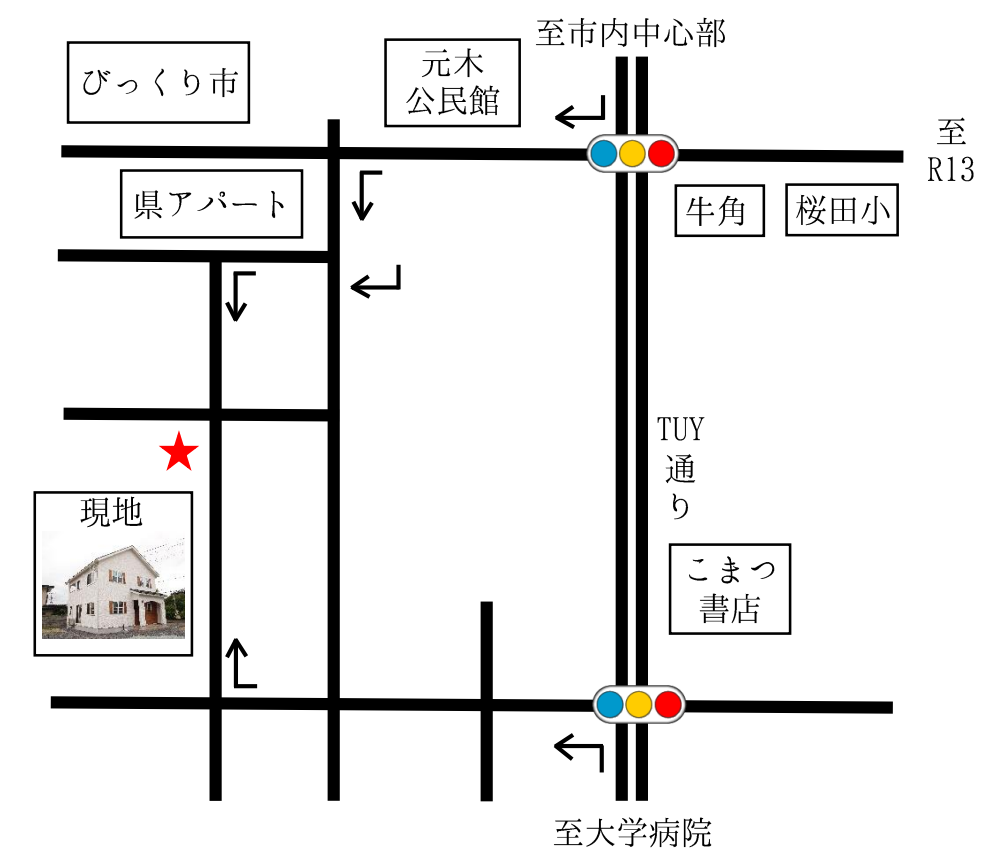 至市内中心部
びっくり市
元木
公民館
至
R13
県アパート
牛角
桜田小
TUY
通
り
現地
こまつ
書店
至大学病院